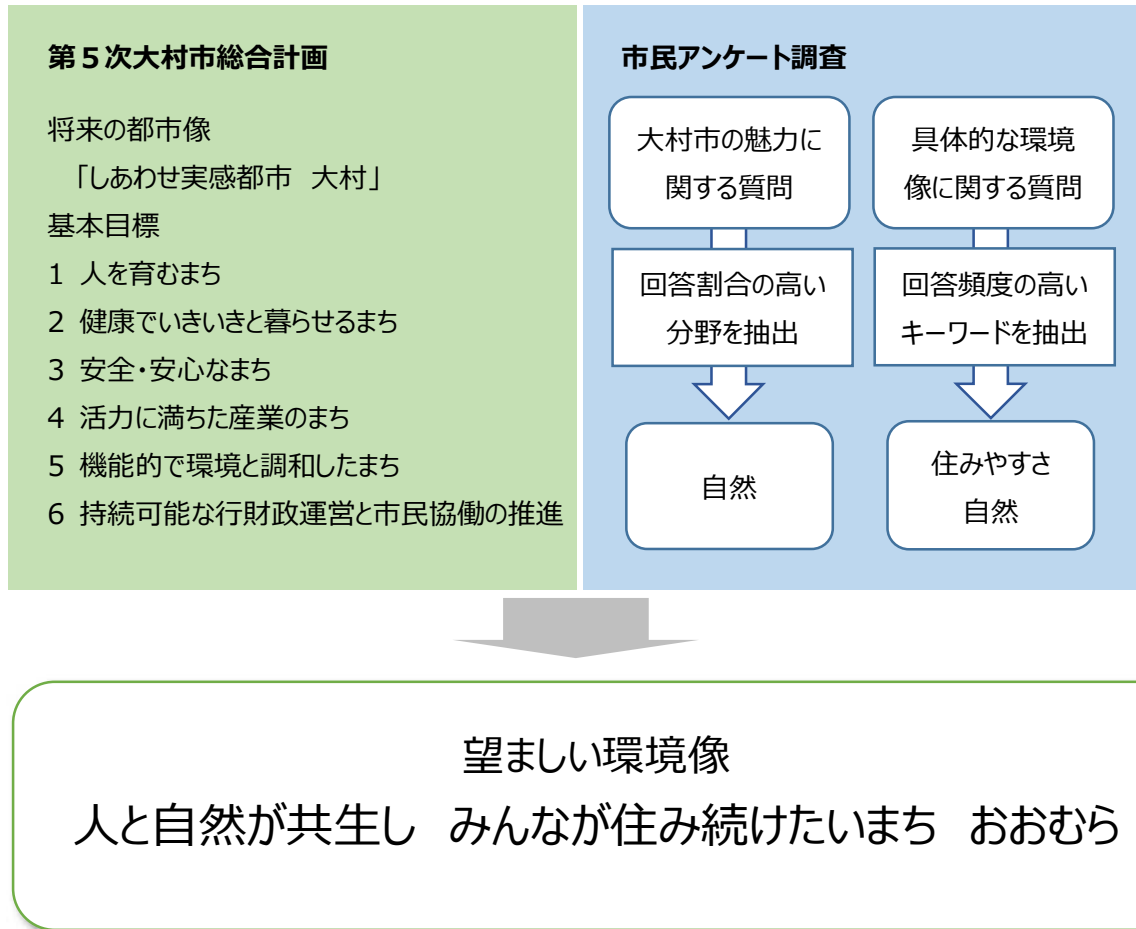 第5次大村市総合計画
将来の都市像
「しあわせ実感都市　大村」
基本目標
1 人を育むまち
2 健康でいきいきと暮らせるまち
3 安全・安心なまち
4 活力に満ちた産業のまち
5 機能的で環境と調和したまち
6 持続可能な行財政運営と市民協働の推進
市民アンケート調査
大村市の魅力に
関する質問
回答割合の高い
分野を抽出
自然
具体的な環境
像に関する質問
回答頻度の高い
キーワードを抽出
住みやすさ
自然
望ましい環境像
人と自然が共生し　みんなが住み続けたいまち　おおむら